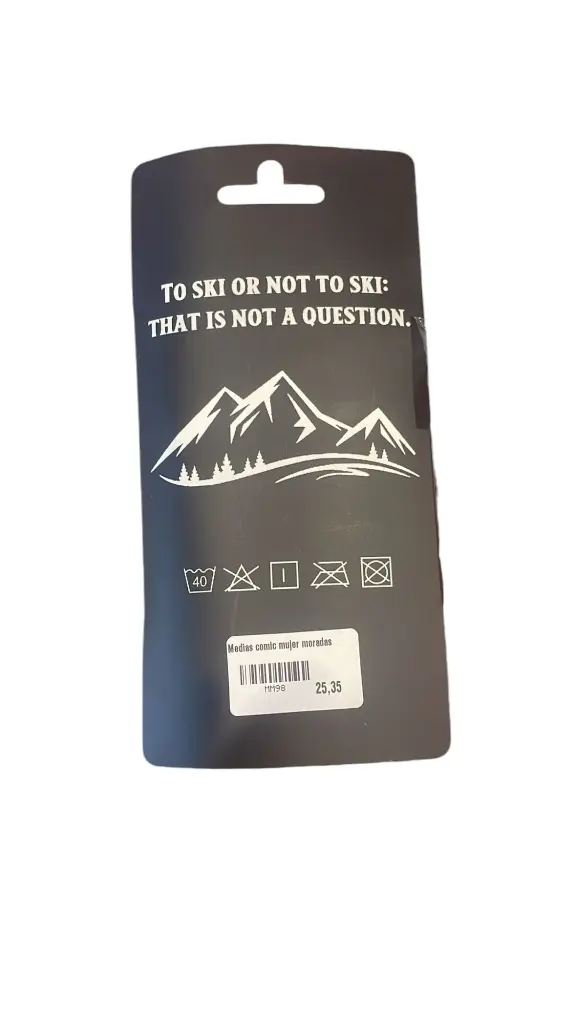 TO SKI OR NOT TO SKI:
THAT IS NOT A QUESTION.
40
Medias comic mujer moradas
MM98
25,35